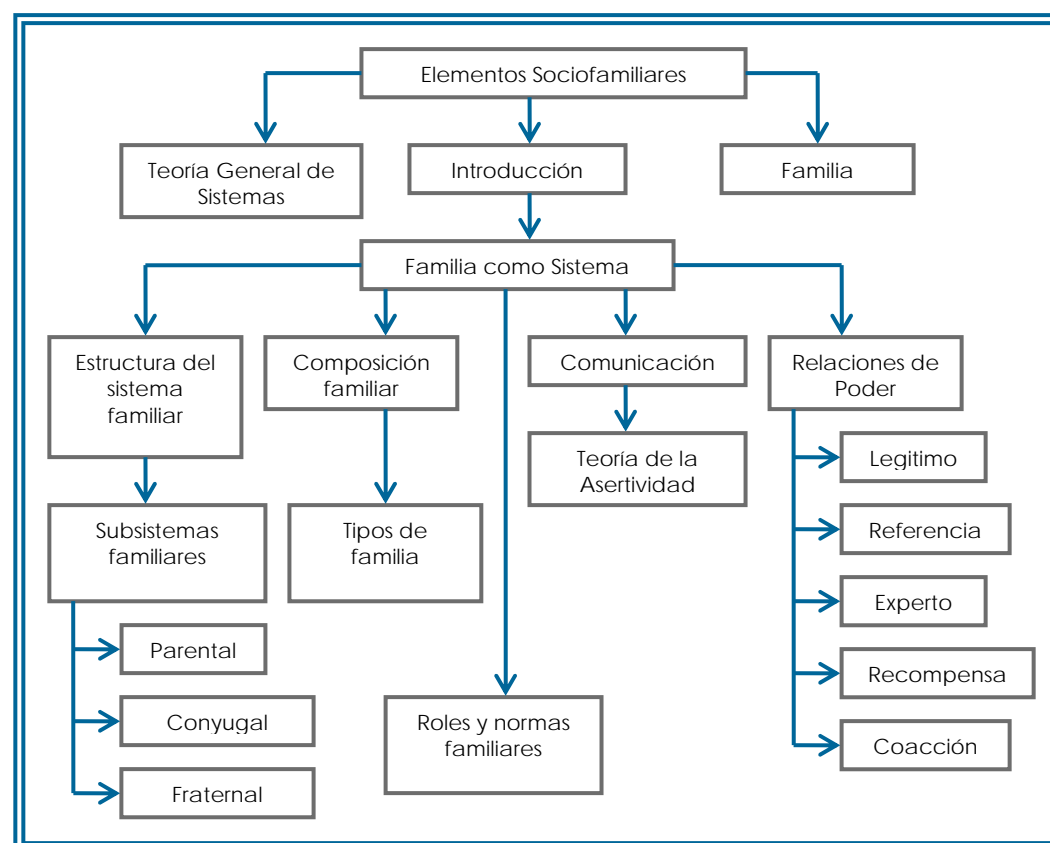 Elementos Sociofamiliares
Teoría General de
Sistemas
Introducción
Familia
Familia como Sistema
Estructura del
sistema
familiar
Composición
familiar
Comunicación
Relaciones de
Poder
Teoría de la
Asertividad
Legitimo
Subsistemas
familiares
Tipos de
familia
Referencia
Experto
Parental
Recompensa
Conyugal
Roles y normas
familiares
Coacción
Fraternal